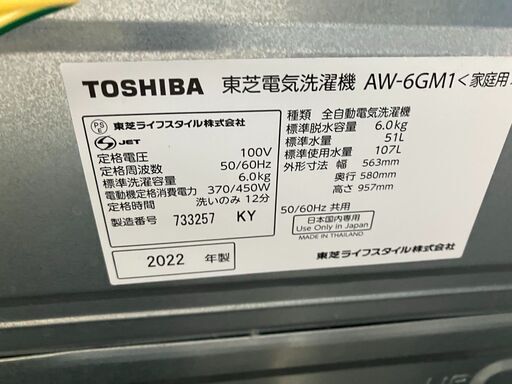 TOSHIBA 東芝電気洗濯機 AW-6GM1<家庭用
PS E 東芝ライフスタイル株式会社
S JET
定格電圧 100V
定格周波数 50/60Hz
標準洗濯容量 6.0kg
電動機定格消費電力 370/450W
定格時間 洗いのみ 12分
製造番号 733257 KY
2022 年製
種類 全自動電気洗濯機
標準脱水容量 6.0kg
標準水量 51L
標準使用水量 107L
外形寸法 幅 563mm
奥行 580mm
高さ 957mm
50/60Hz 共用
日本国内専用
Use Only in Japan
MADE IN THAILAND
東芝ライフスタイル株式会社